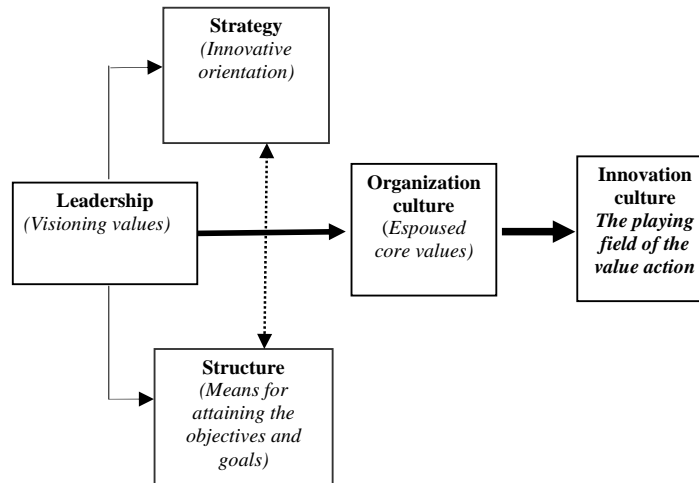 Strategy
(Innovative
orientation)
Leadership
(Visioning values)
Organization
culture
(Espoused
core values)
Innovation
culture
The playing
field of the
value action
Structure
(Means for
attaining the
objectives and
goals)